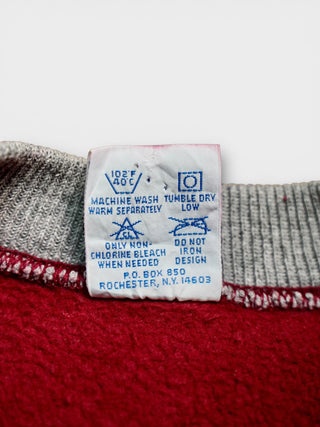 102°F
40°C
MACHINE WASH
WARM SEPARATELY
TUMBLE DRY
LOW
CL
ONLY NON-
CHLORINE BLEACH
WHEN NEEDED
DO NOT
IRON
DESIGN
P.O. BOX 850
ROCHESTER, N.Y. 14603